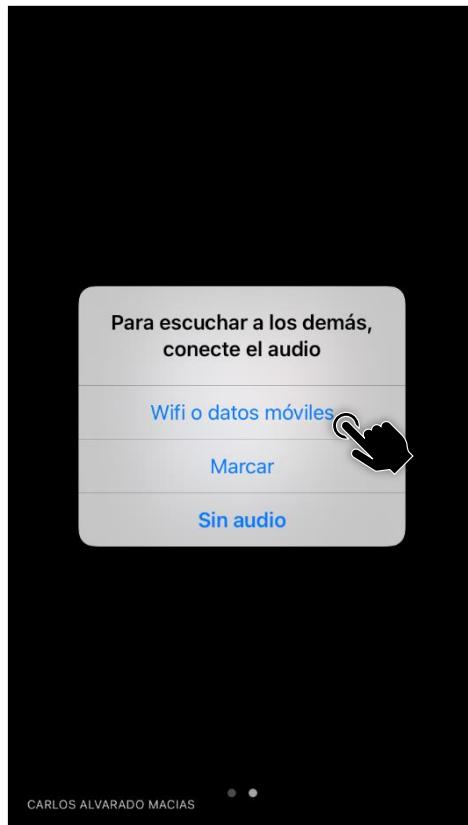 Para escuchar a los demás,
conecte el audio
Wifi o datos móviles
Marcar
Sin audio
CARLOS ALVARADO MACIAS